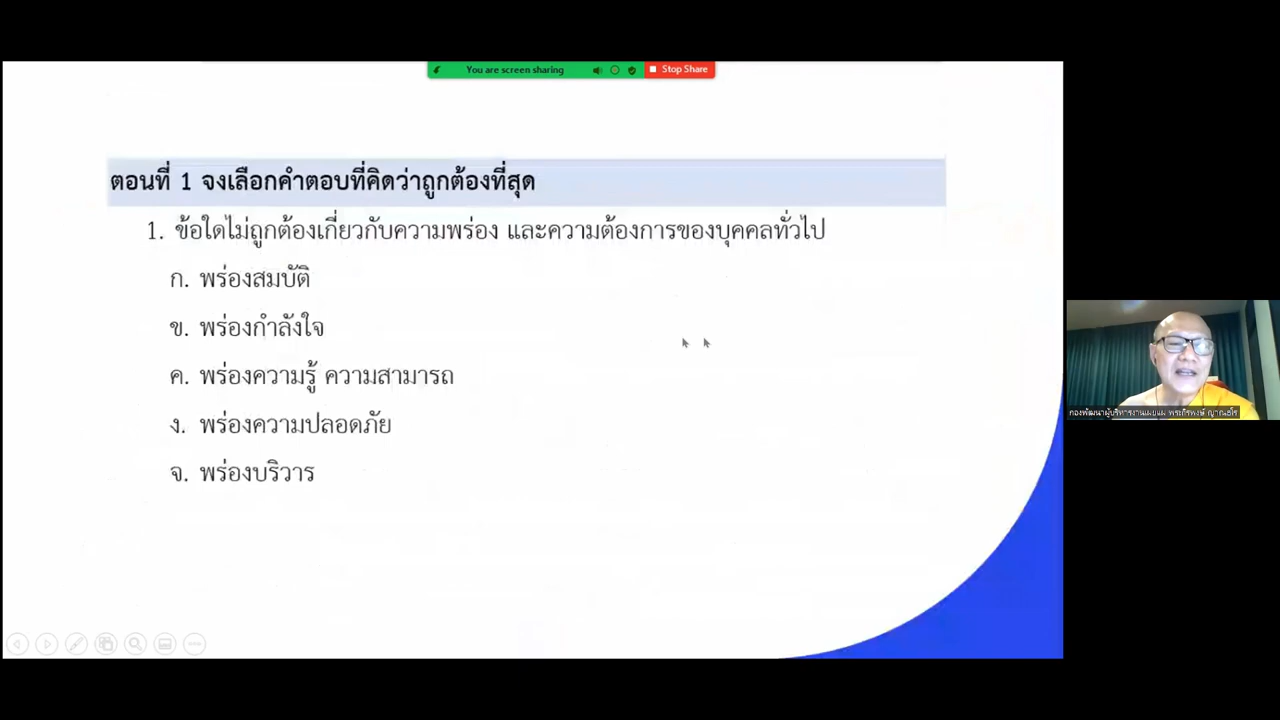 You are screen sharing
Stop Share
ตอนที่ 1 จงเลือกคำตอบที่คิดว่าถูกต้องที่สุด
1. ข้อใดไม่ถูกต้องเกี่ยวกับความพร่อง และความต้องการของบุคคลทั่วไป
ก. พร่องสมบัติ
ข. พร่องกำลังใจ
ค. พร่องความรู้ ความสามารถ
ง. พร่องความปลอดภัย
จ. พร่องบริวาร